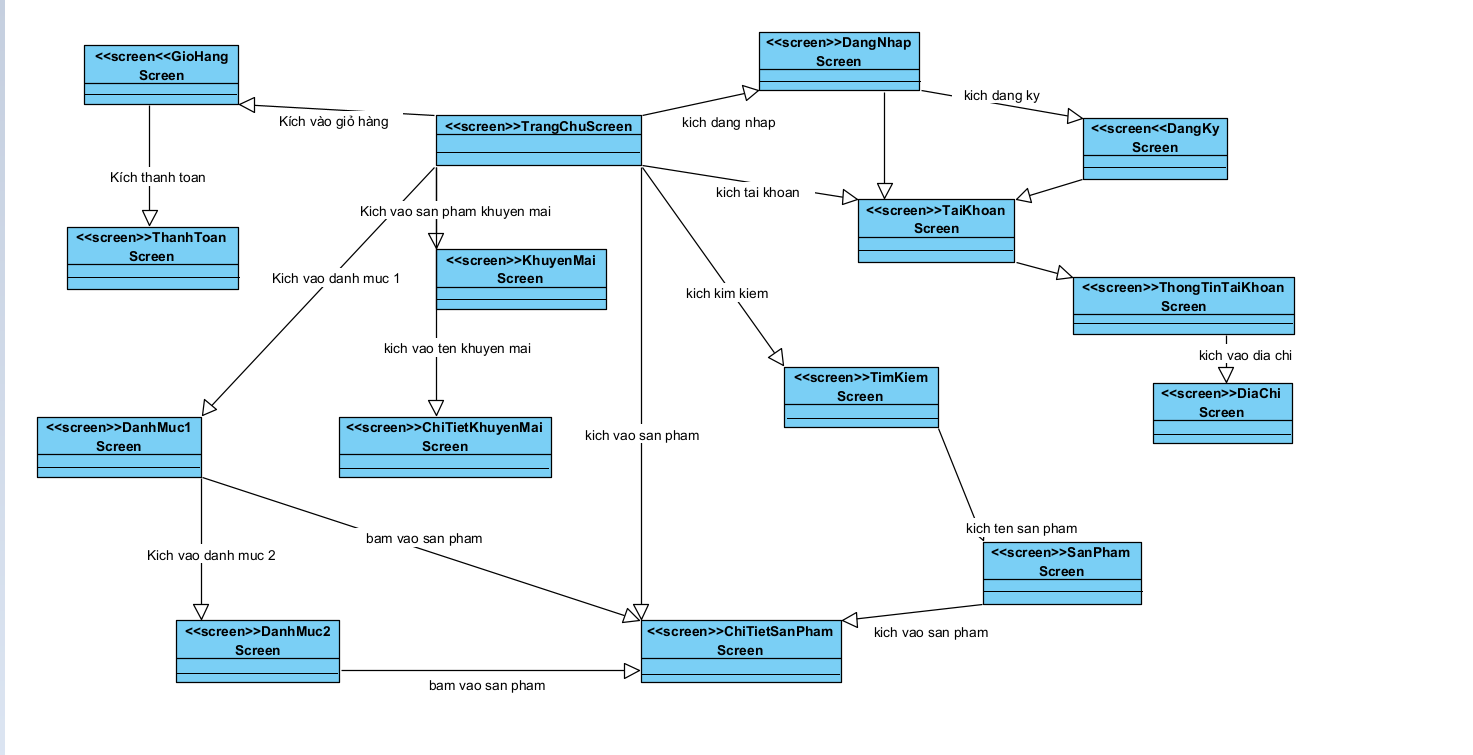 <<screen<<GioHang
Screen
<<screen>>DangNhap
Screen
kich dang ky
Kích vào giỏ hàng
<<screen>>TrangChuScreen
kich dang nhap
<<screen<<DangKy
Screen
Kích thanh toan
kich tai khoan
Kich vao san pham khuyen mai
<<screen>>TaiKhoan
Screen
<<screen>>ThanhToan
Screen
<<screen>>KhuyenMai
Screen
Kich vao danh muc 1
kich kim kiem
<<screen>>ThongTinTaiKhoan
Screen
kich vao ten khuyen mai
kich vao dia chi
<<screen>>TimKiem
Screen
<<screen>>DiaChi
Screen
<<screen>>DanhMuc1
Screen
<<screen>>ChiTietKhuyenMai
Screen
kich vao san pham
kich ten san pham
bam vao san pham
Kich vao danh muc 2
<<screen>>SanPham
Screen
<<screen>>DanhMuc2
Screen
<<screen>>ChiTietSanPham
Screen
kich vao san pham
bam vao san pham